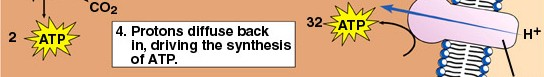 CO2
2 ATP
4. Protons diffuse back
in, driving the synthesis
of ATP.
32 ATP
H+